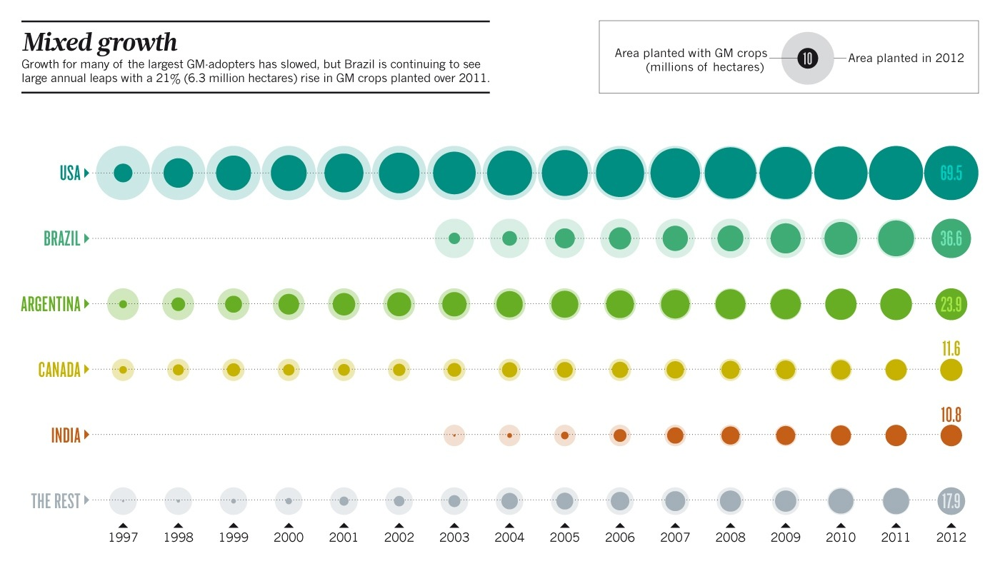 Mixed growth
Growth for many of the largest GM-adopters has slowed, but Brazil is continuing to see
large annual leaps with a 21% (6.3 million hectares) rise in GM crops planted over 2011.
Area planted with GM crops
(millions of hectares)
10
Area planted in 2012
USA
69.5
BRAZIL
36.6
ARGENTINA
23.9
CANADA
11.6
INDIA
10.8
THE REST
17.9
1997 1998 1999 2000 2001 2002 2003 2004 2005 2006 2007 2008 2009 2010 2011 2012